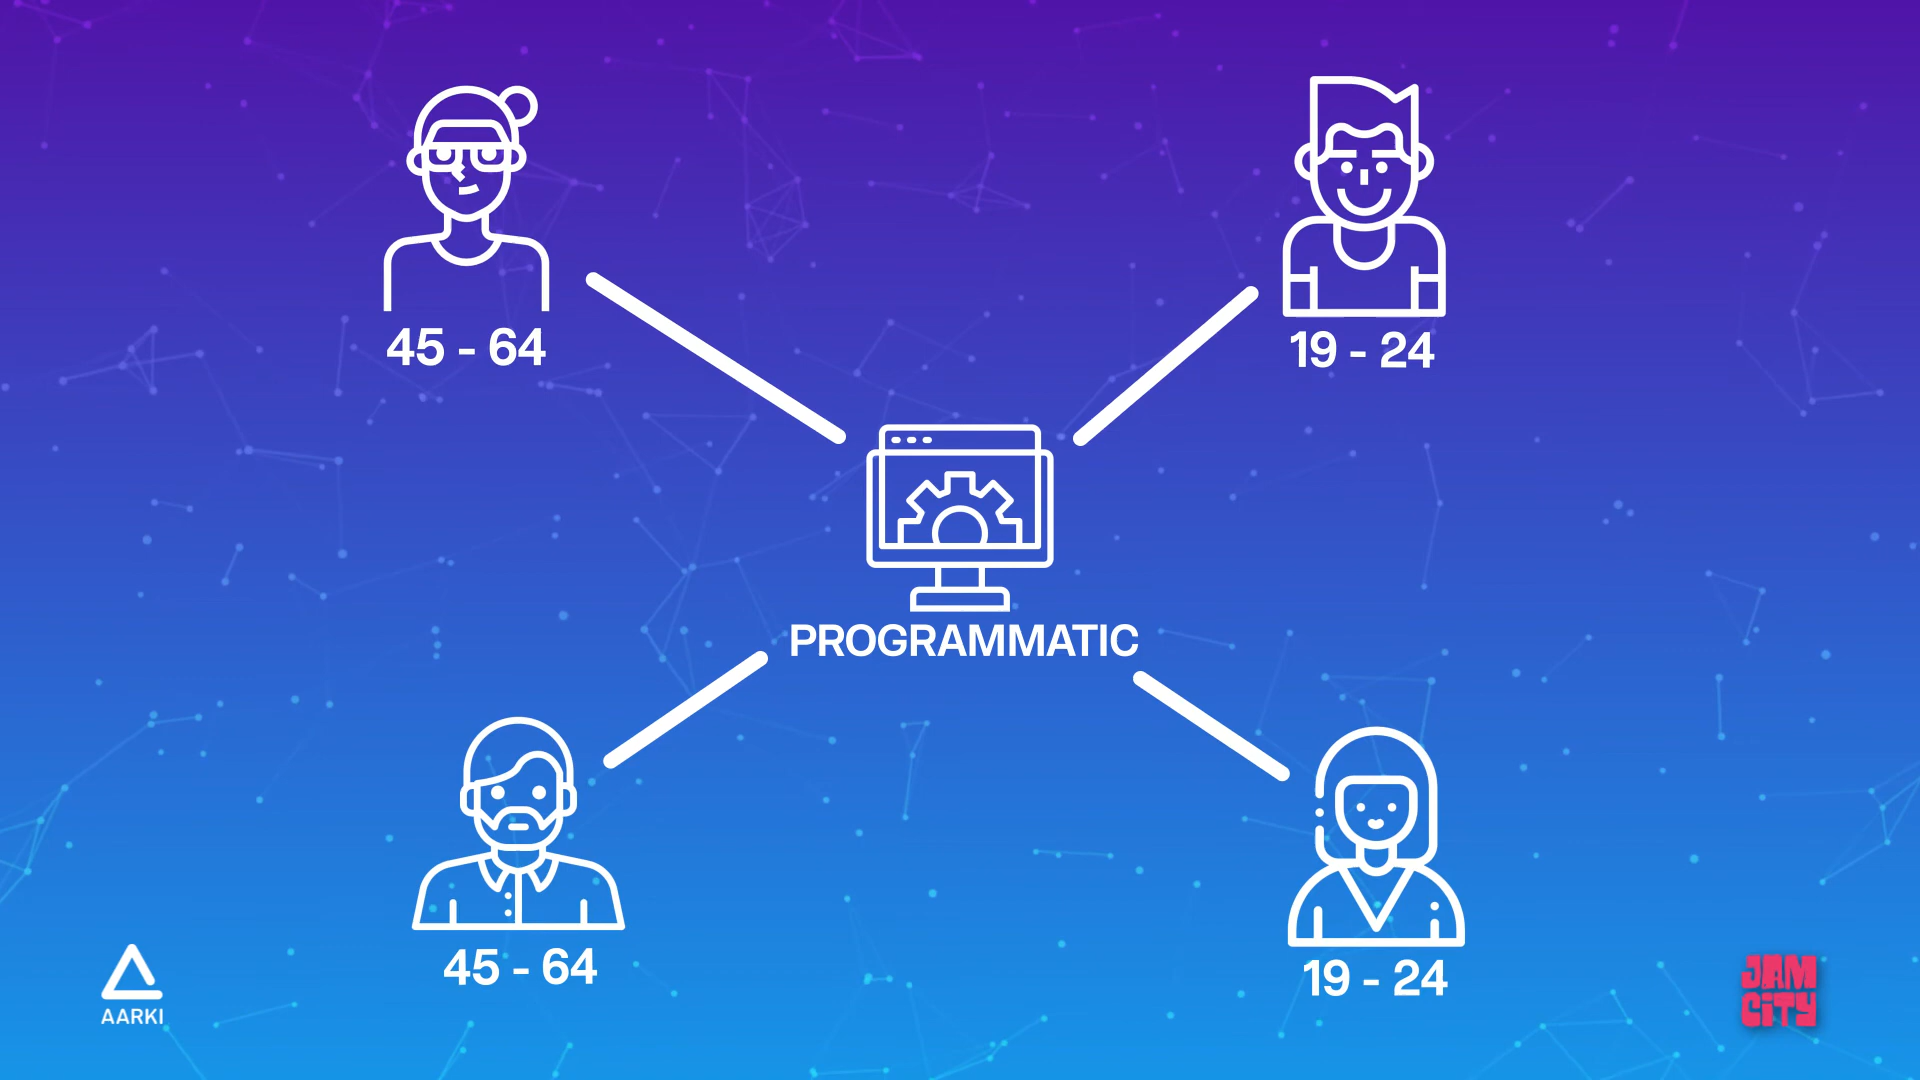 45 - 64
19 - 24
PROGRAMMATIC
45 - 64
19 - 24
AARKI
JAM
CITY